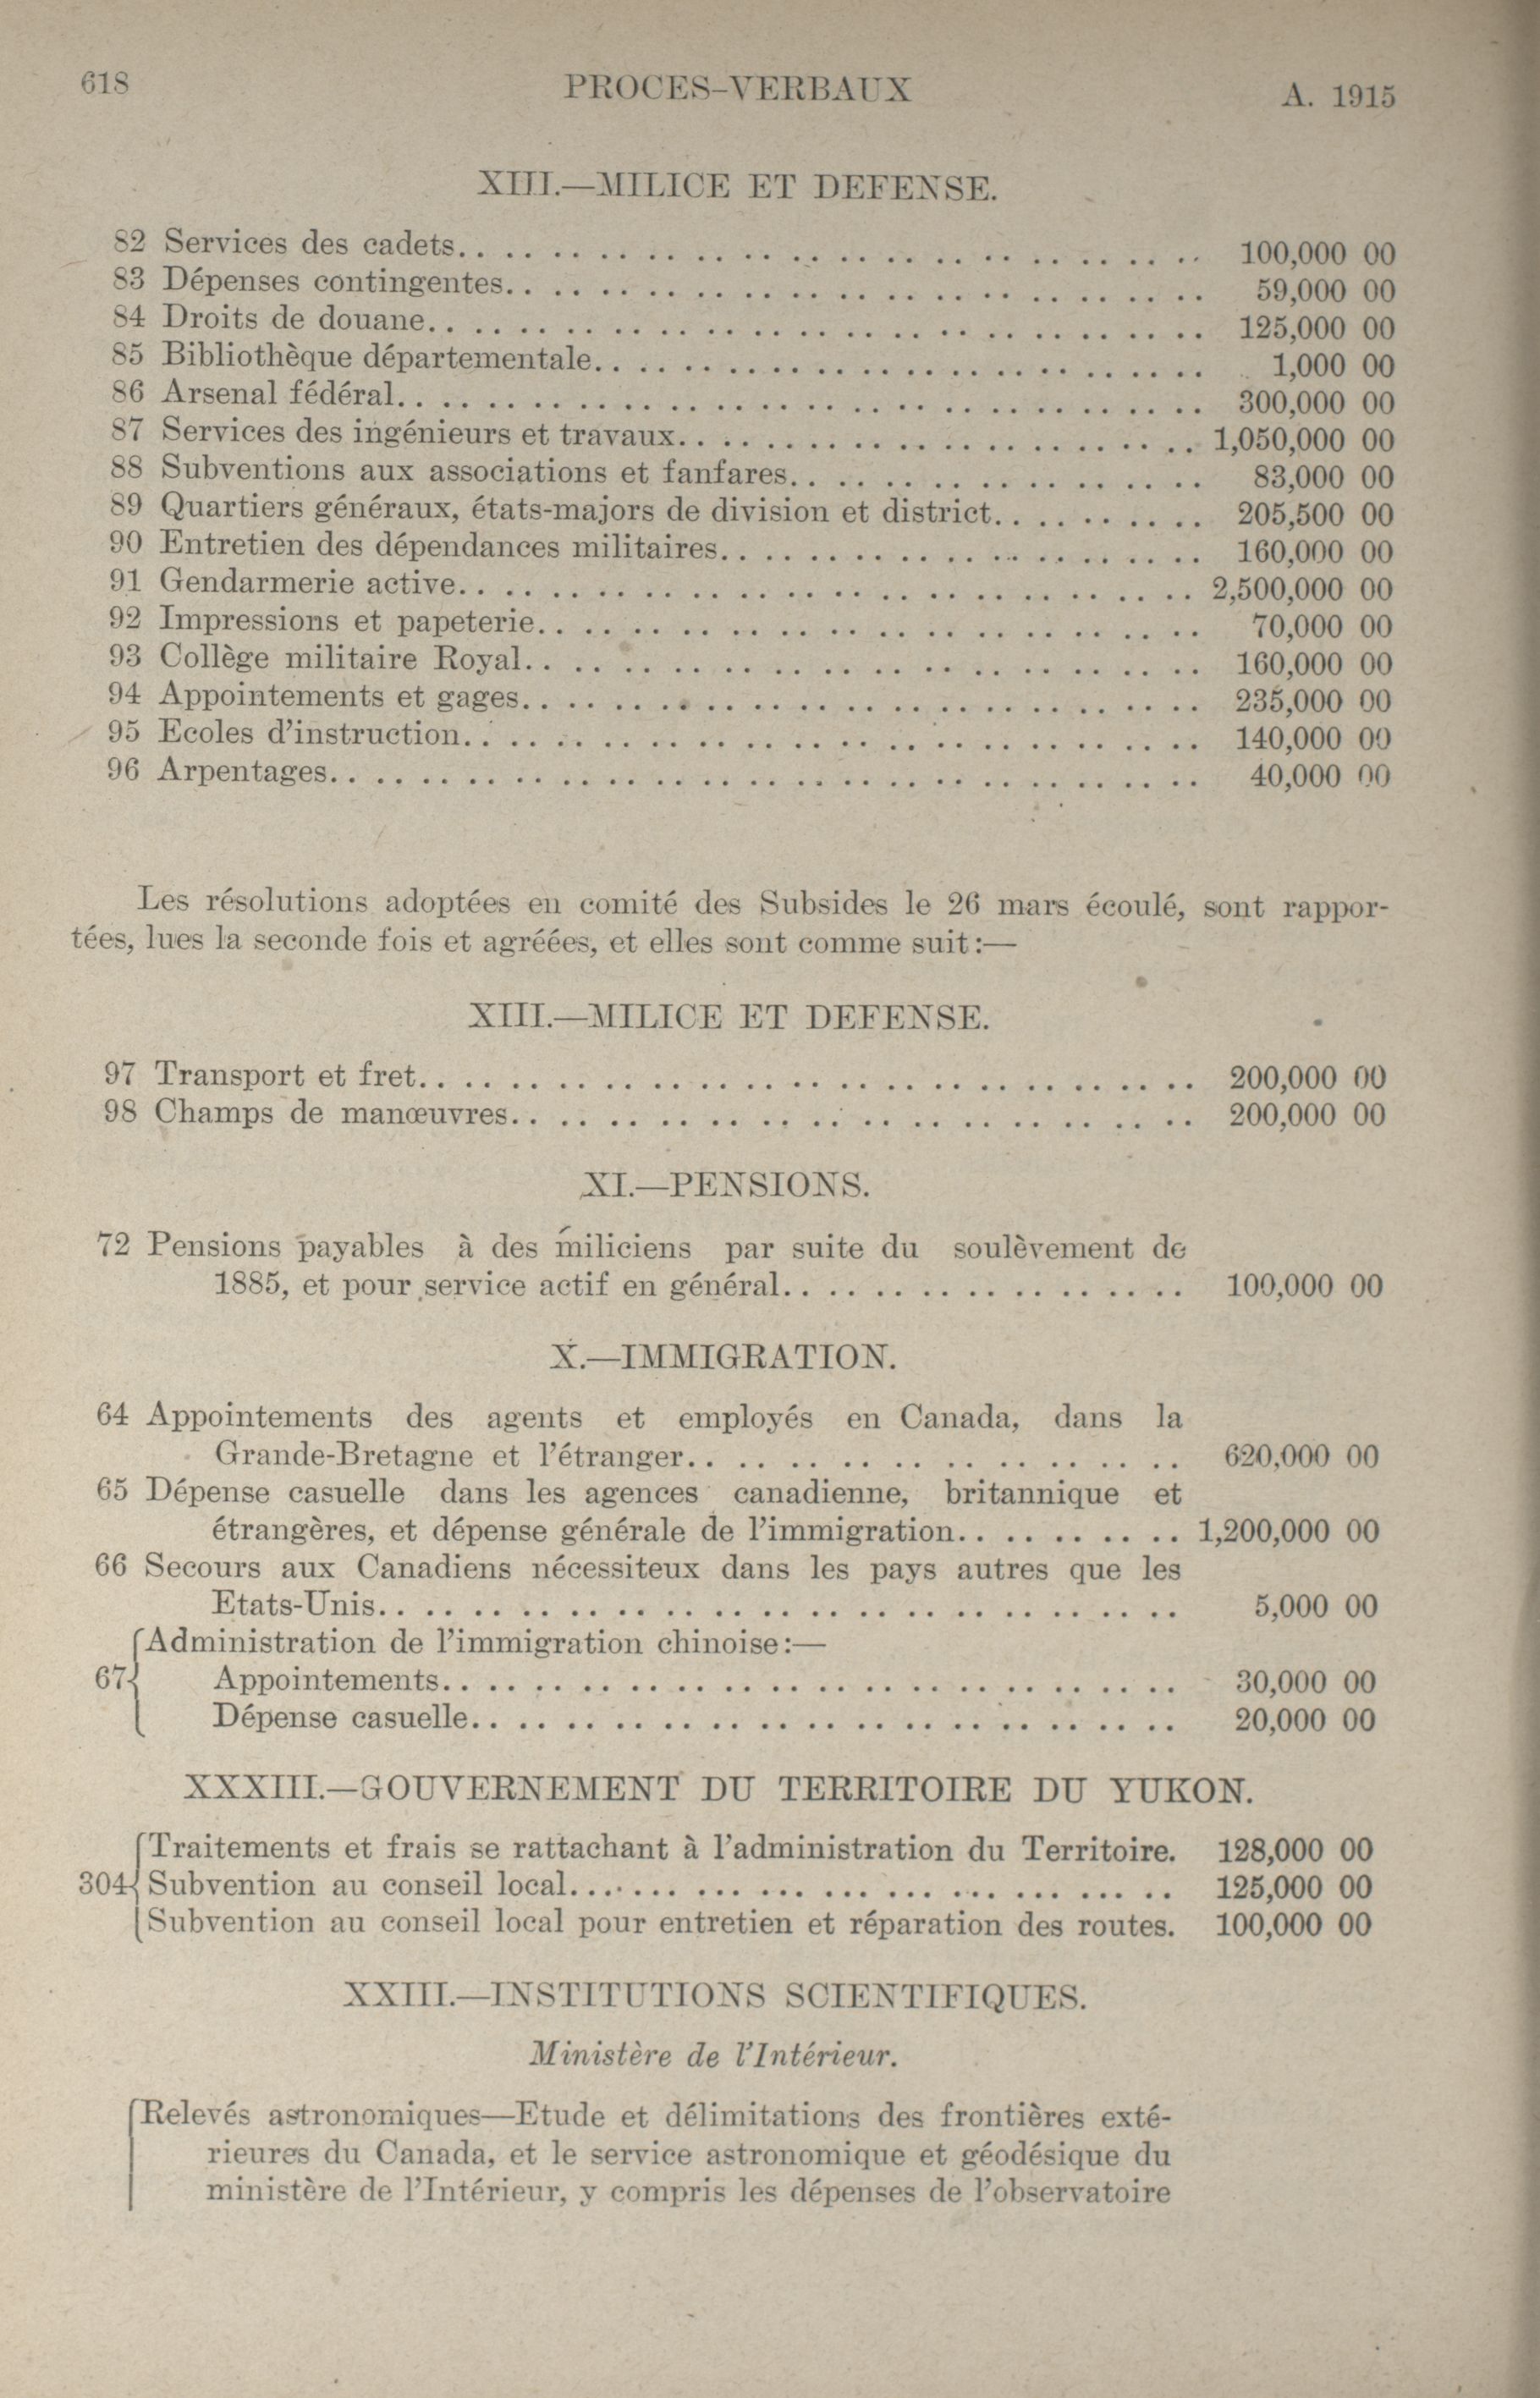 618 PROCES-VERBAUX A. 1915
XIII.—MILICE ET DEFENSE.
82 Services des cadets. . . . . . . . . . . . . . . . . . . . . . . . . . . . . . . . 100,000 00
83 Dépenses contingentes. . . . . . . . . . . . . . . . . . . . . . . . . . . . . . 59,000 00
84 Droits de douane. . . . . . . . . . . . . . . . . . . . . . . . . . . . . . . . . . 125,000 00
85 Bibliothèque départementale. . . . . . . . . . . . . . . . . . . . . . . . . . . 1,000 00
86 Arsenal fédéral. . . . . . . . . . . . . . . . . . . . . . . . . . . . . . . . . . . 300,000 00
87 Services des ingénieurs et travaux. . . . . . . . . . . . . . . . . . . . . . . 1,050,000 00
88 Subventions aux associations et fanfares. . . . . . . . . . . . . . . . . . 83,000 00
89 Quartiers généraux, états-majors de division et district. . . . . . . . . . 205,500 00
90 Entretien des dépendances militaires. . . . . . . . . . . . . . . . . . . . . 160,000 00
91 Gendarmerie active. . . . . . . . . . . . . . . . . . . . . . . . . . . . . . . . 2,500,000 00
92 Impressions et papeterie. . . . . . . . . . . . . . . . . . . . . . . . . . . . . 70,000 00
93 Collège militaire Royal. . . . . . . . . . . . . . . . . . . . . . . . . . . . . . 160,000 00
94 Appointements et gages. . . . . . . . . . . . . . . . . . . . . . . . . . . . . . 235,000 00
95 Ecoles d'instruction. . . . . . . . . . . . . . . . . . . . . . . . . . . . . . . . 140,000 00
96 Arpentages. . . . . . . . . . . . . . . . . . . . . . . . . . . . . . . . . . . . . . 40,000 00
Les résolutions adoptées en comité des Subsides le 26 mars écoulé, sont rappor-
tées, lues la seconde fois et agréées, et elles sont comme suit:—
XIII.—MILICE ET DEFENSE.
97 Transport et fret. . . . . . . . . . . . . . . . . . . . . . . . . . . . . . . . . . 200,000 00
98 Champs de manœuvres. . . . . . . . . . . . . . . . . . . . . . . . . . . . . 200,000 00
XI.—PENSIONS.
72 Pensions payables à des miliciens par suite du soulèvement de
1885, et pour service actif en général. . . . . . . . . . . . . . . . . . 100,000 00
X.—IMMIGRATION.
64 Appointements des agents et employés en Canada, dans la
Grande-Bretagne et l'étranger. . . . . . . . . . . . . . . . . . . . 620,000 00
65 Dépense casuelle dans les agences canadienne, britannique et
étrangères, et dépense générale de l'immigration. . . . . . . . . . 1,200,000 00
66 Secours aux Canadiens nécessiteux dans les pays autres que les
Etats-Unis. . . . . . . . . . . . . . . . . . . . . . . . . . . . . . . . . . . 5,000 00
Administration de l'immigration chinoise:—
67 Appointements. . . . . . . . . . . . . . . . . . . . . . . . . . . . . . . . 30,000 00
Dépense casuelle. . . . . . . . . . . . . . . . . . . . . . . . . . . . . . . 20,000 00
XXXIII.—GOUVERNEMENT DU TERRITOIRE DU YUKON.
Traitements et frais se rattachant à l'administration du Territoire. 128,000 00
304 Subvention au conseil local. . . . . . . . . . . . . . . . . . . . . . . . . . . . 125,000 00
Subvention au conseil local pour entretien et réparation des routes. 100,000 00
XXIII.—INSTITUTIONS SCIENTIFIQUES.
Ministère de l'Intérieur.
Relevés astronomiques—Etude et délimitations des frontières exté-
rieures du Canada, et le service astronomique et géodésique du
ministère de l'Intérieur, y compris les dépenses de l'observatoire